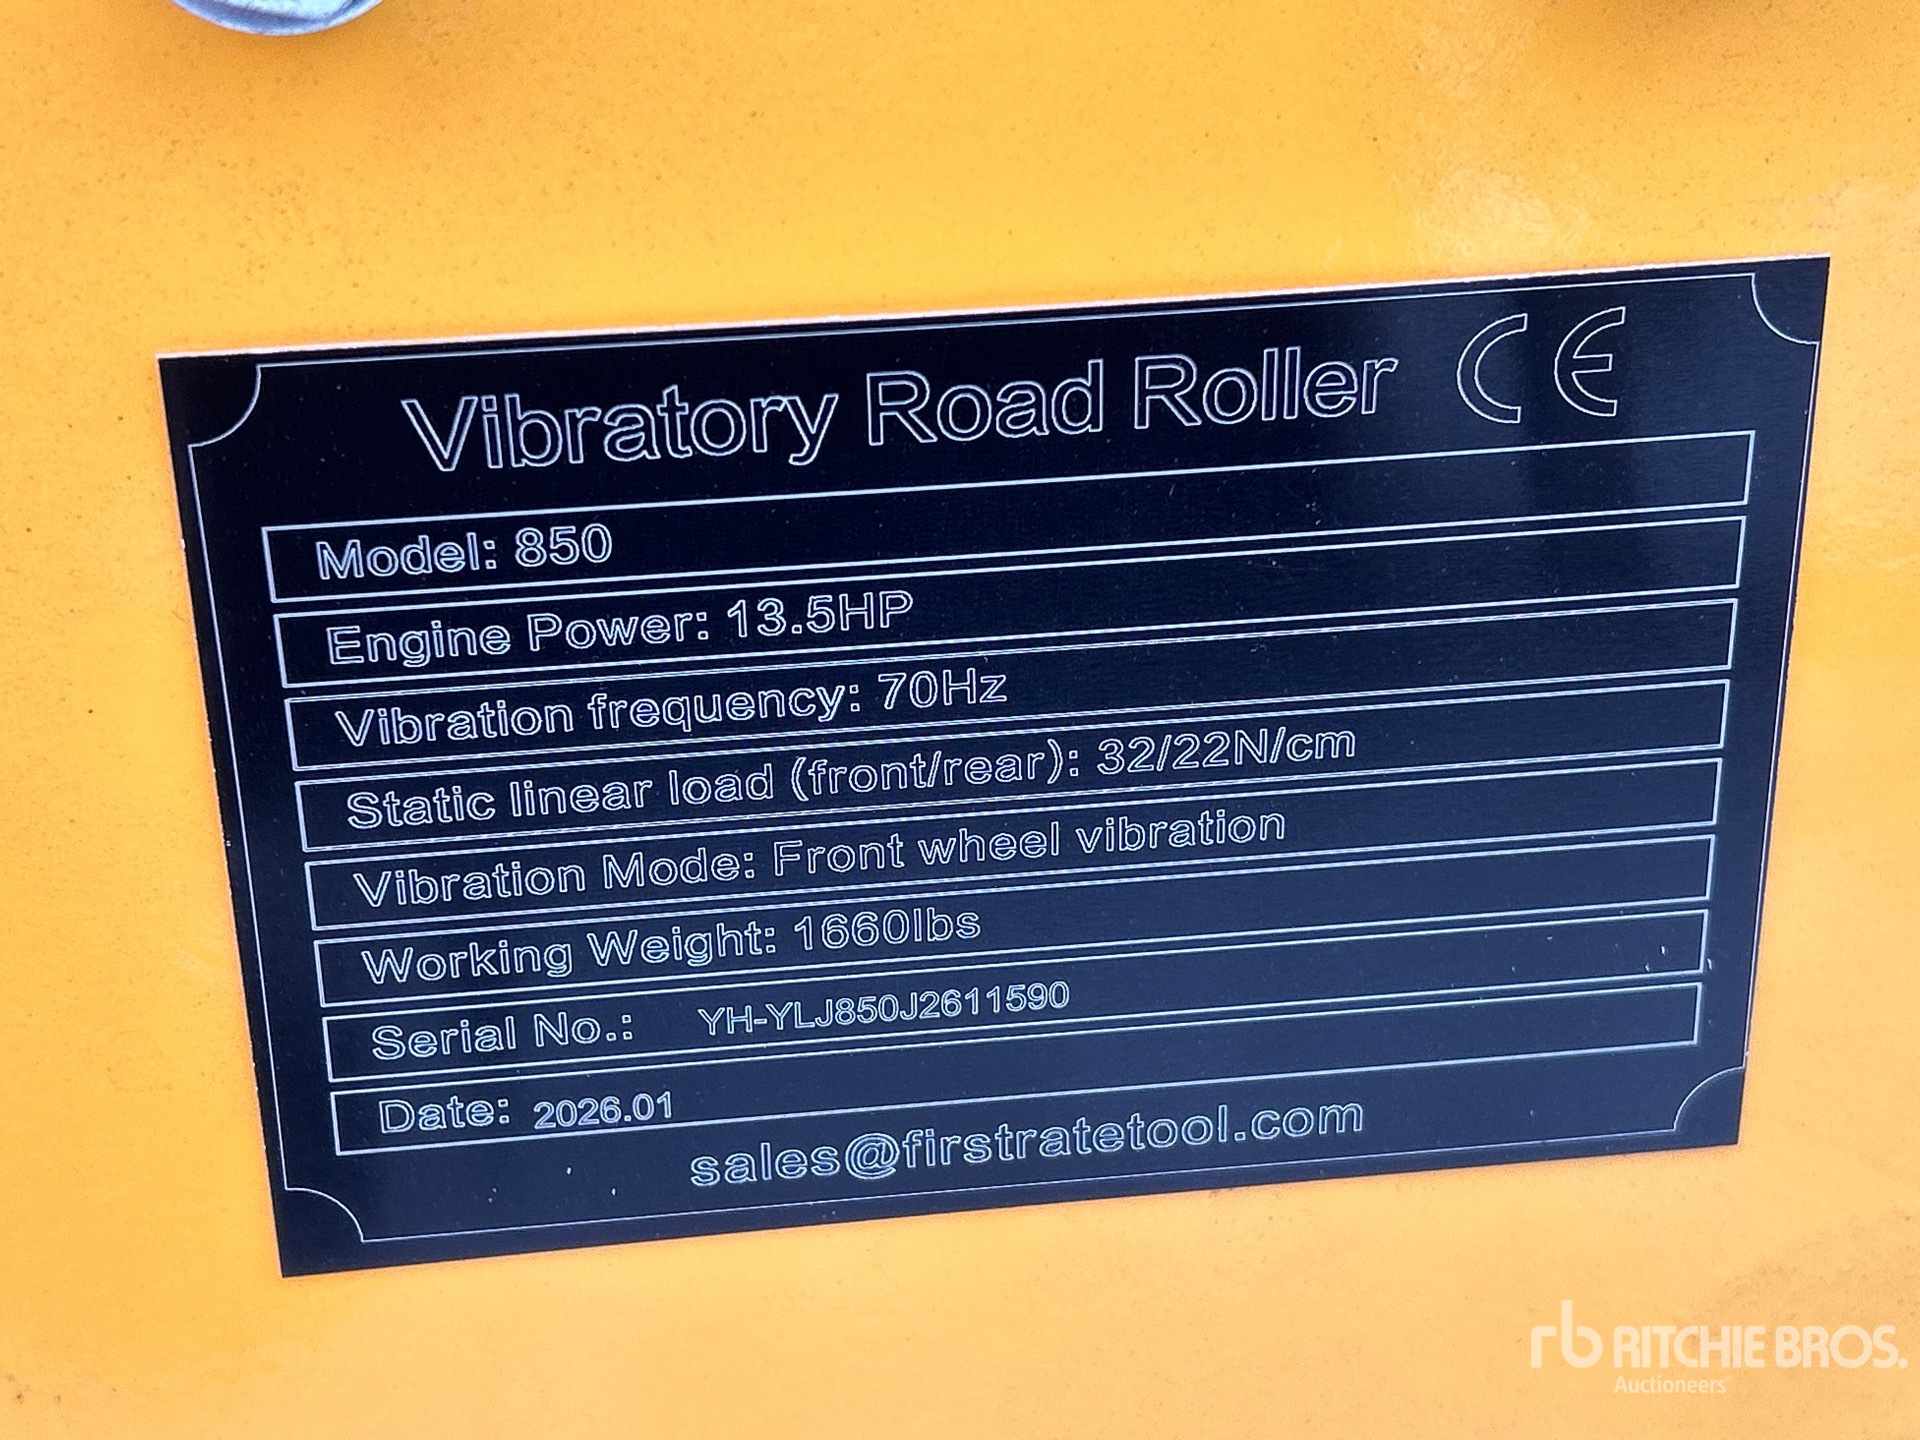 Vibratory Road Roller CE
Model: 850
Engine Power: 13.5HP
Vibration frequency: 70Hz
Static linear load (front/rear): 32/22N/cm
Vibration Mode: Front wheel vibration
Working Weight: 1660lbs
Serial No.: YH-YLJ850J2611590
Date: 2026.01
sales@firstratetool.com
rb RITCHIE BROS.
Auctioneers